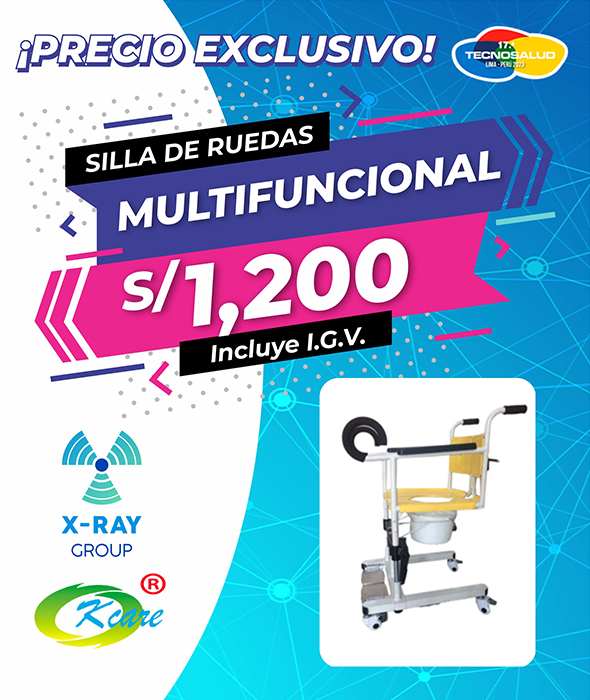 ¡PRECIO EXCLUSIVO!
17.
TECNOSALUD
LIMA - PERÚ 2023
SILLA DE RUEDAS
MULTIFUNCIONAL
S/1,200
Incluye I.G.V.
X-RAY
GROUP
Kcare ®